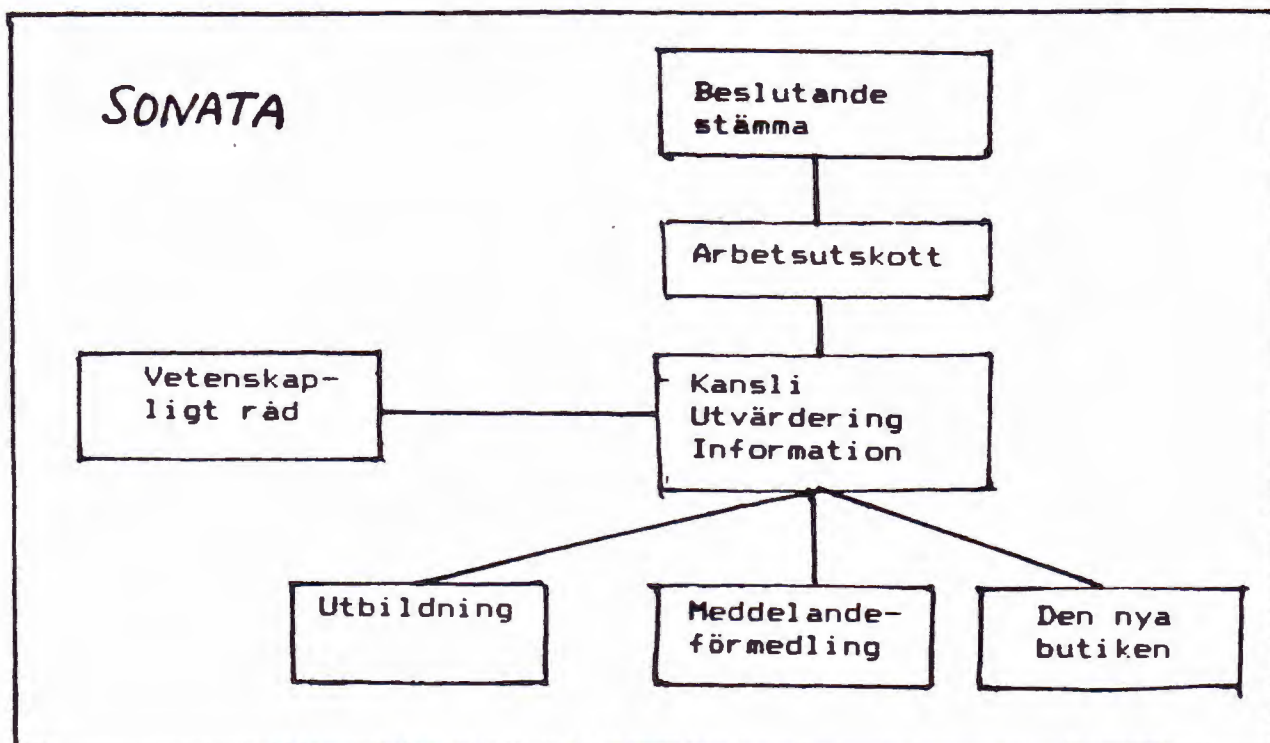 SONATA
Beslutande
stämma
Arbetsutskott
Vetenskap-
ligt råd
Kansli
Utvärdering
Information
Utbildning
Meddelande-
förmedling
Den nya
butiken